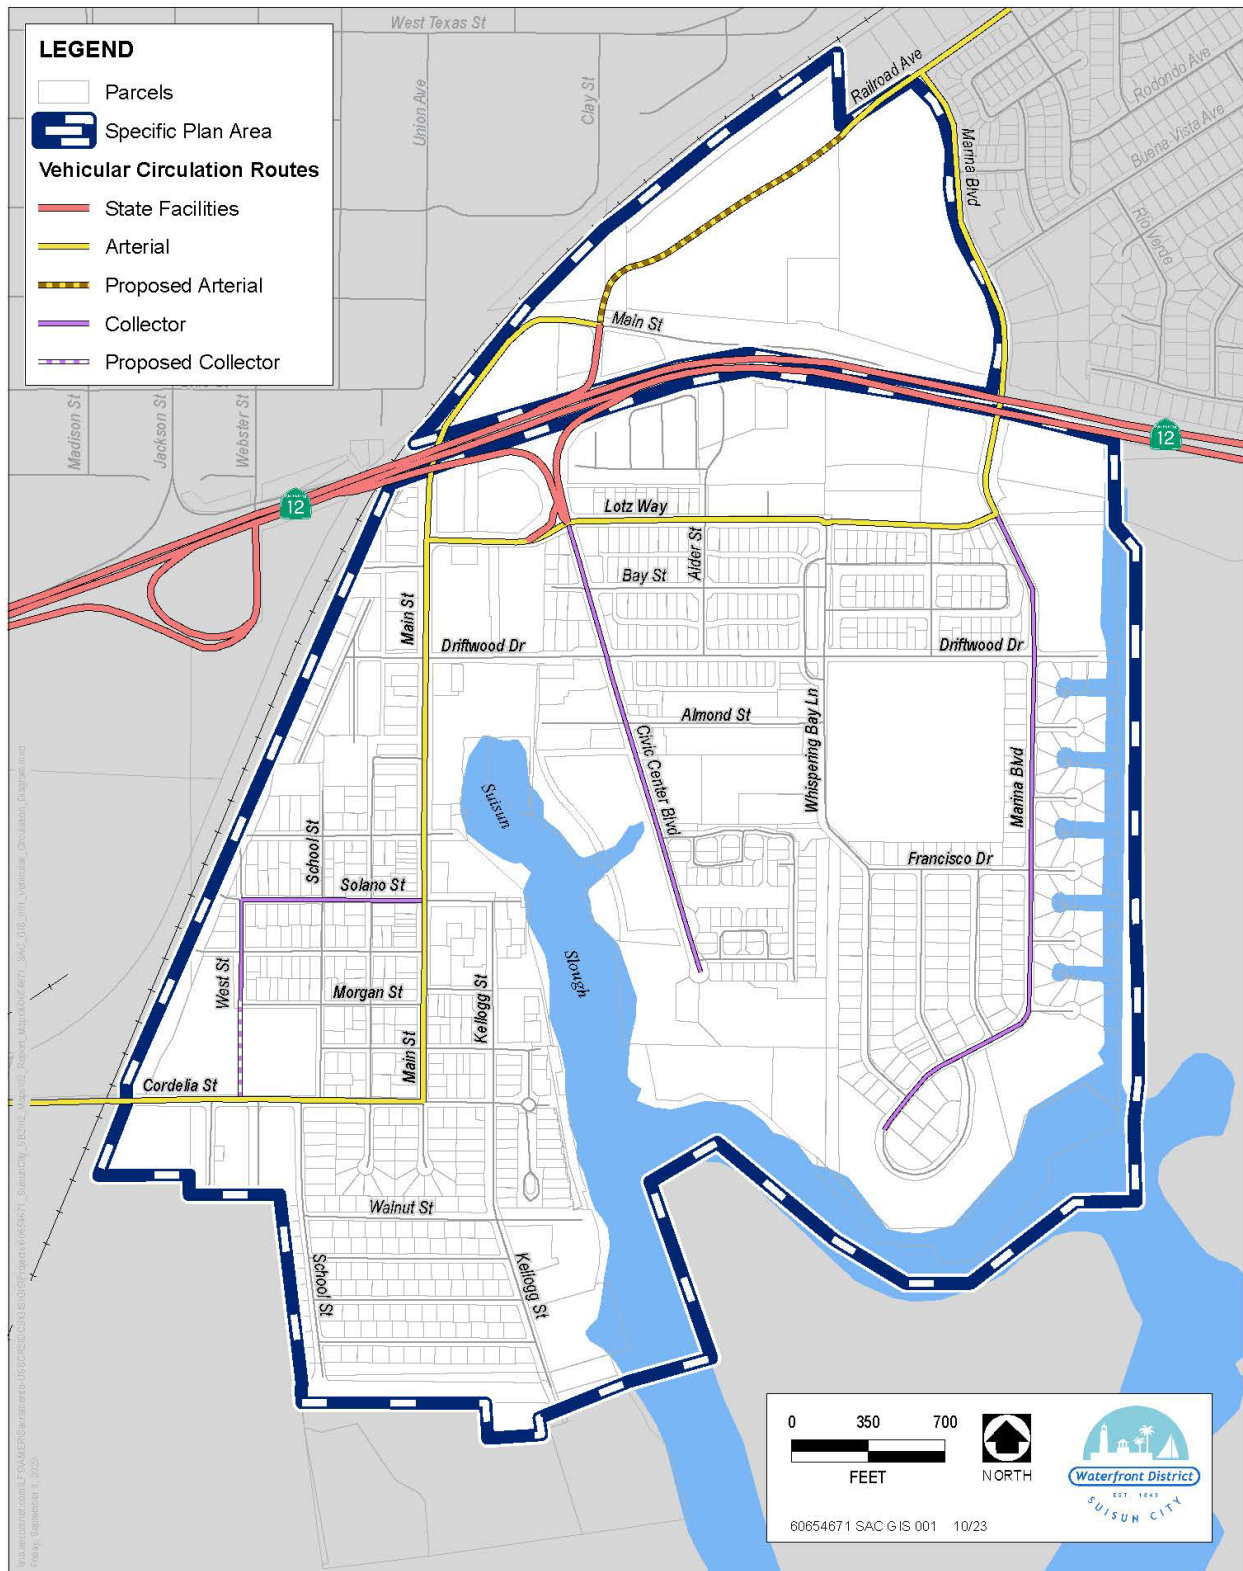 West Texas St
LEGEND
Parcels
Specific Plan Area
Vehicular Circulation Routes
State Facilities
Arterial
Proposed Arterial
Collector
Proposed Collector
Union Ave
Clay St
Railroad Ave
Marina Blvd
Rodondo Ave
Buena Vista Ave
Rio Verde
Main St
Madison St
Jackson St
Webster St
12
12
Lotz Way
Alder St
Bay St
Main St
Driftwood Dr
Driftwood Dr
Almond St
Civic Center Blvd
Whispering Bay Ln
Marina Blvd
Suisun
School St
Francisco Dr
Solano St
Slough
West St
Morgan St
Kellogg St
Main St
Cordelia St
Walnut St
School St
Kellogg St
0 350 700
FEET
NORTH
Waterfront District
EST. 1848
SUISUN CITY
60654671 SAC GIS 001 10/23